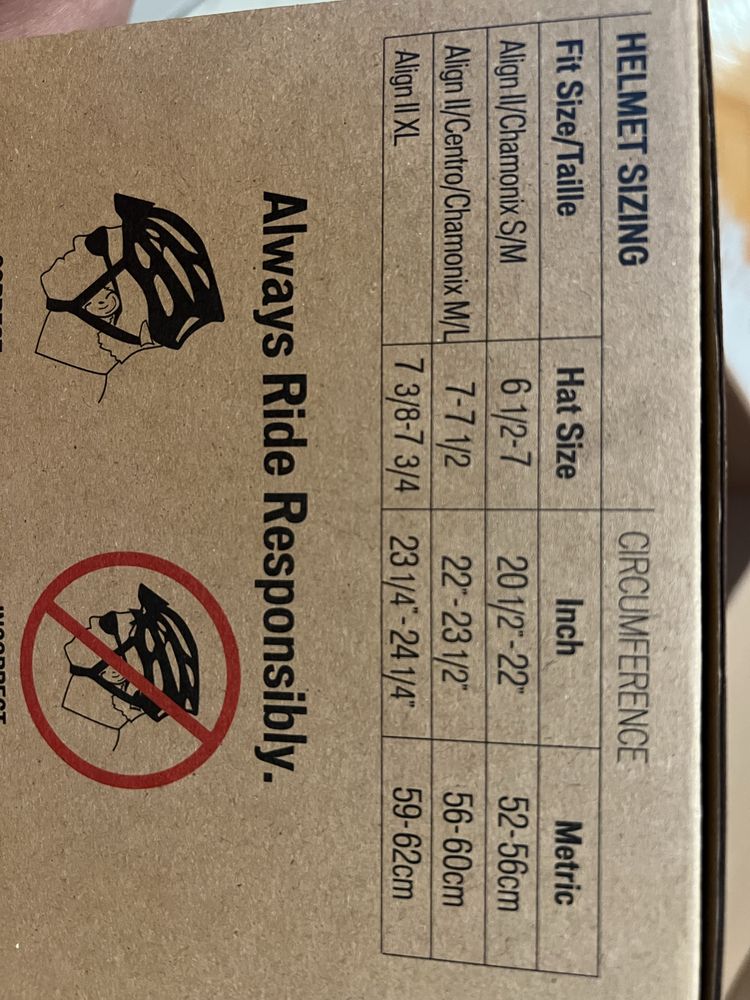 HELMET SIZING CIRCUMFERENCE
Fit Size/Taille Hat Size Inch Metric
Align II/Chamonix S/M 6 1/2-7 20 1/2"-22" 52-56cm
Align II/Centro/Chamonix M/L 7-7 1/2 22"-23 1/2" 56-60cm
Align II XL 7 3/8-7 3/4 23 1/4"-24 1/4" 59-62cm
Always Ride Responsibly.